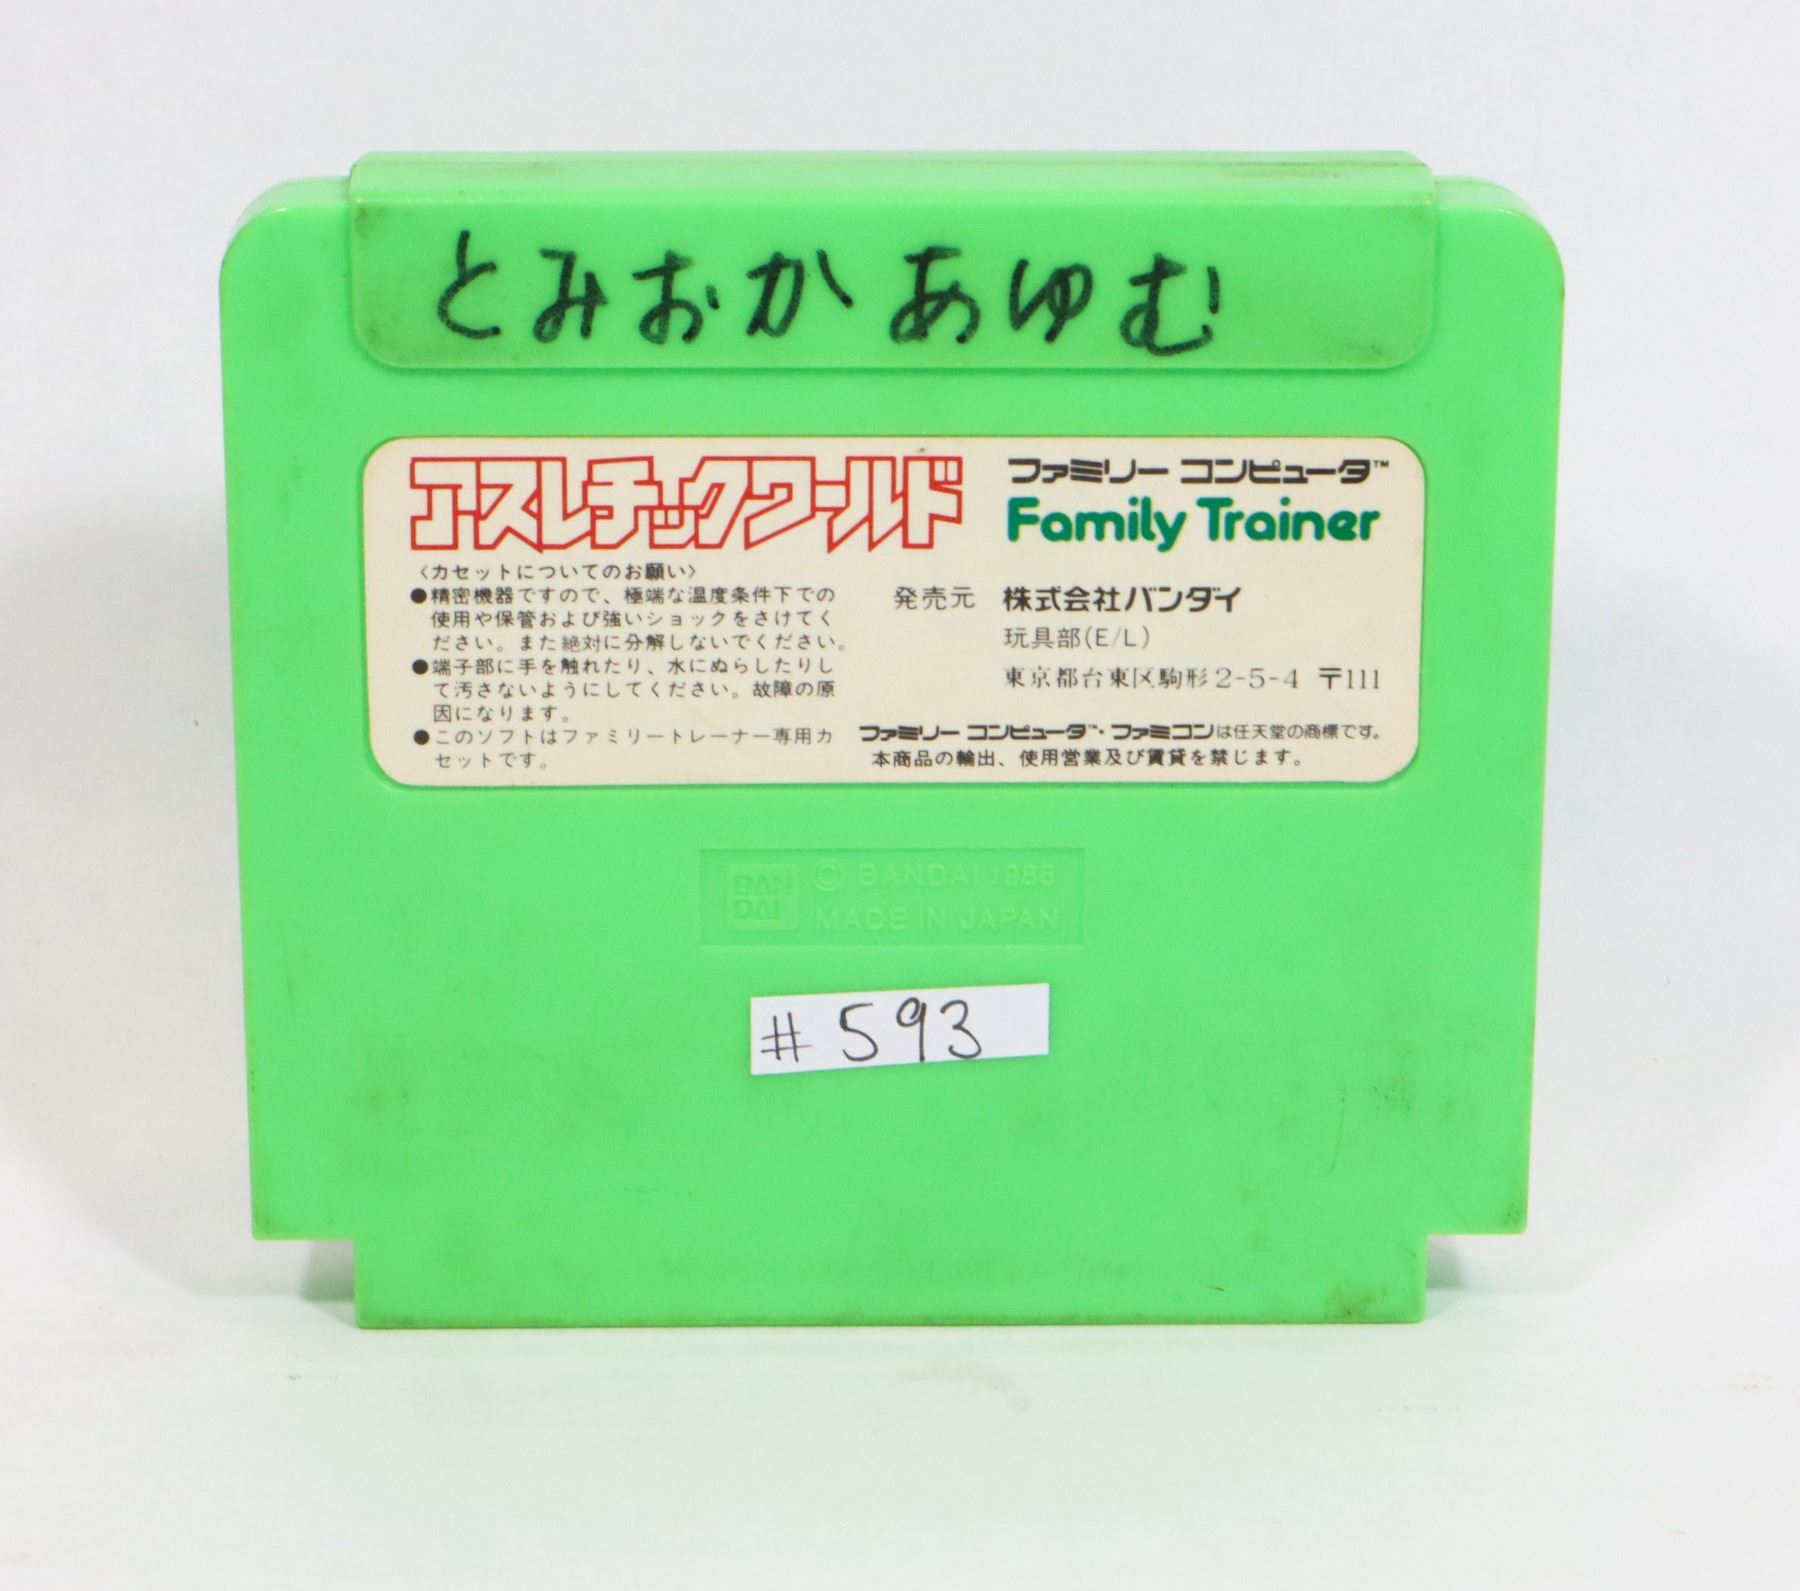 とみおか あゆむ
アスレチックワールド
〈カセットについてのお願い〉
●精密機器ですので、極端な温度条件下での
使用や保管および強いショックをさけてく
ださい。また絶対に分解しないでください。
●端子部に手を触れたり、水にぬらしたりし
て汚さないようにしてください。故障の原
因になります。
●このソフトはファミリートレーナー専用カ
セットです。
ファミリー コンピュータ™
Family Trainer
発売元 株式会社バンダイ
玩具部(E/L)
東京都台東区駒形2-5-4 〒111
ファミリー コンピュータ™・ファミコンは任天堂の商標です。
本商品の輸出、使用営業及び賃貸を禁じます。
BAN
DAI
© BANDAI 1986
MADE IN JAPAN
# 593